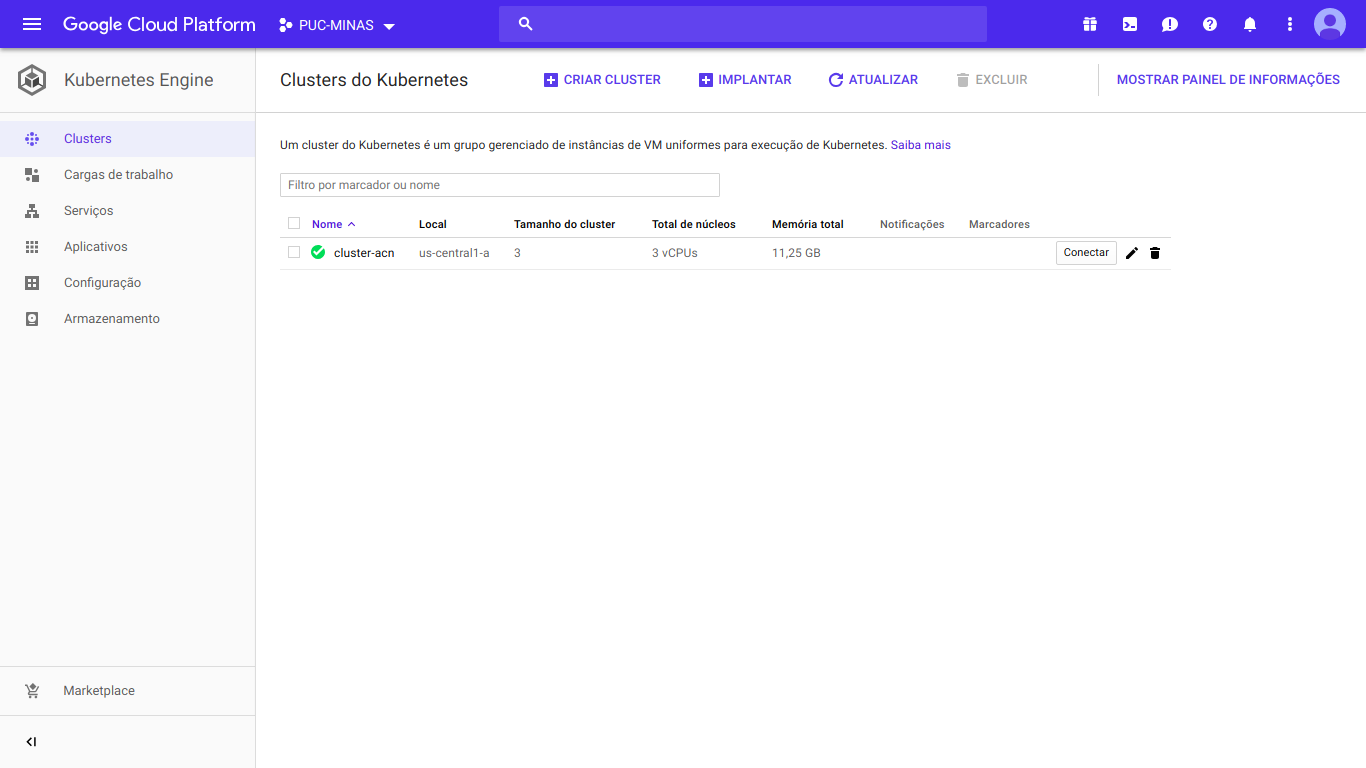 Google Cloud Platform PUC-MINAS
Kubernetes Engine
Clusters do Kubernetes CRIAR CLUSTER IMPLANTAR ATUALIZAR EXCLUIR MOSTRAR PAINEL DE INFORMAÇÕES
Clusters
Cargas de trabalho
Serviços
Aplicativos
Configuração
Armazenamento
Marketplace
Um cluster do Kubernetes é um grupo gerenciado de instâncias de VM uniformes para execução de Kubernetes. Saiba mais
Filtro por marcador ou nome
Nome Local Tamanho do cluster Total de núcleos Memória total Notificações Marcadores
cluster-acn us-central1-a 3 3 vCPUs 11,25 GB Conectar